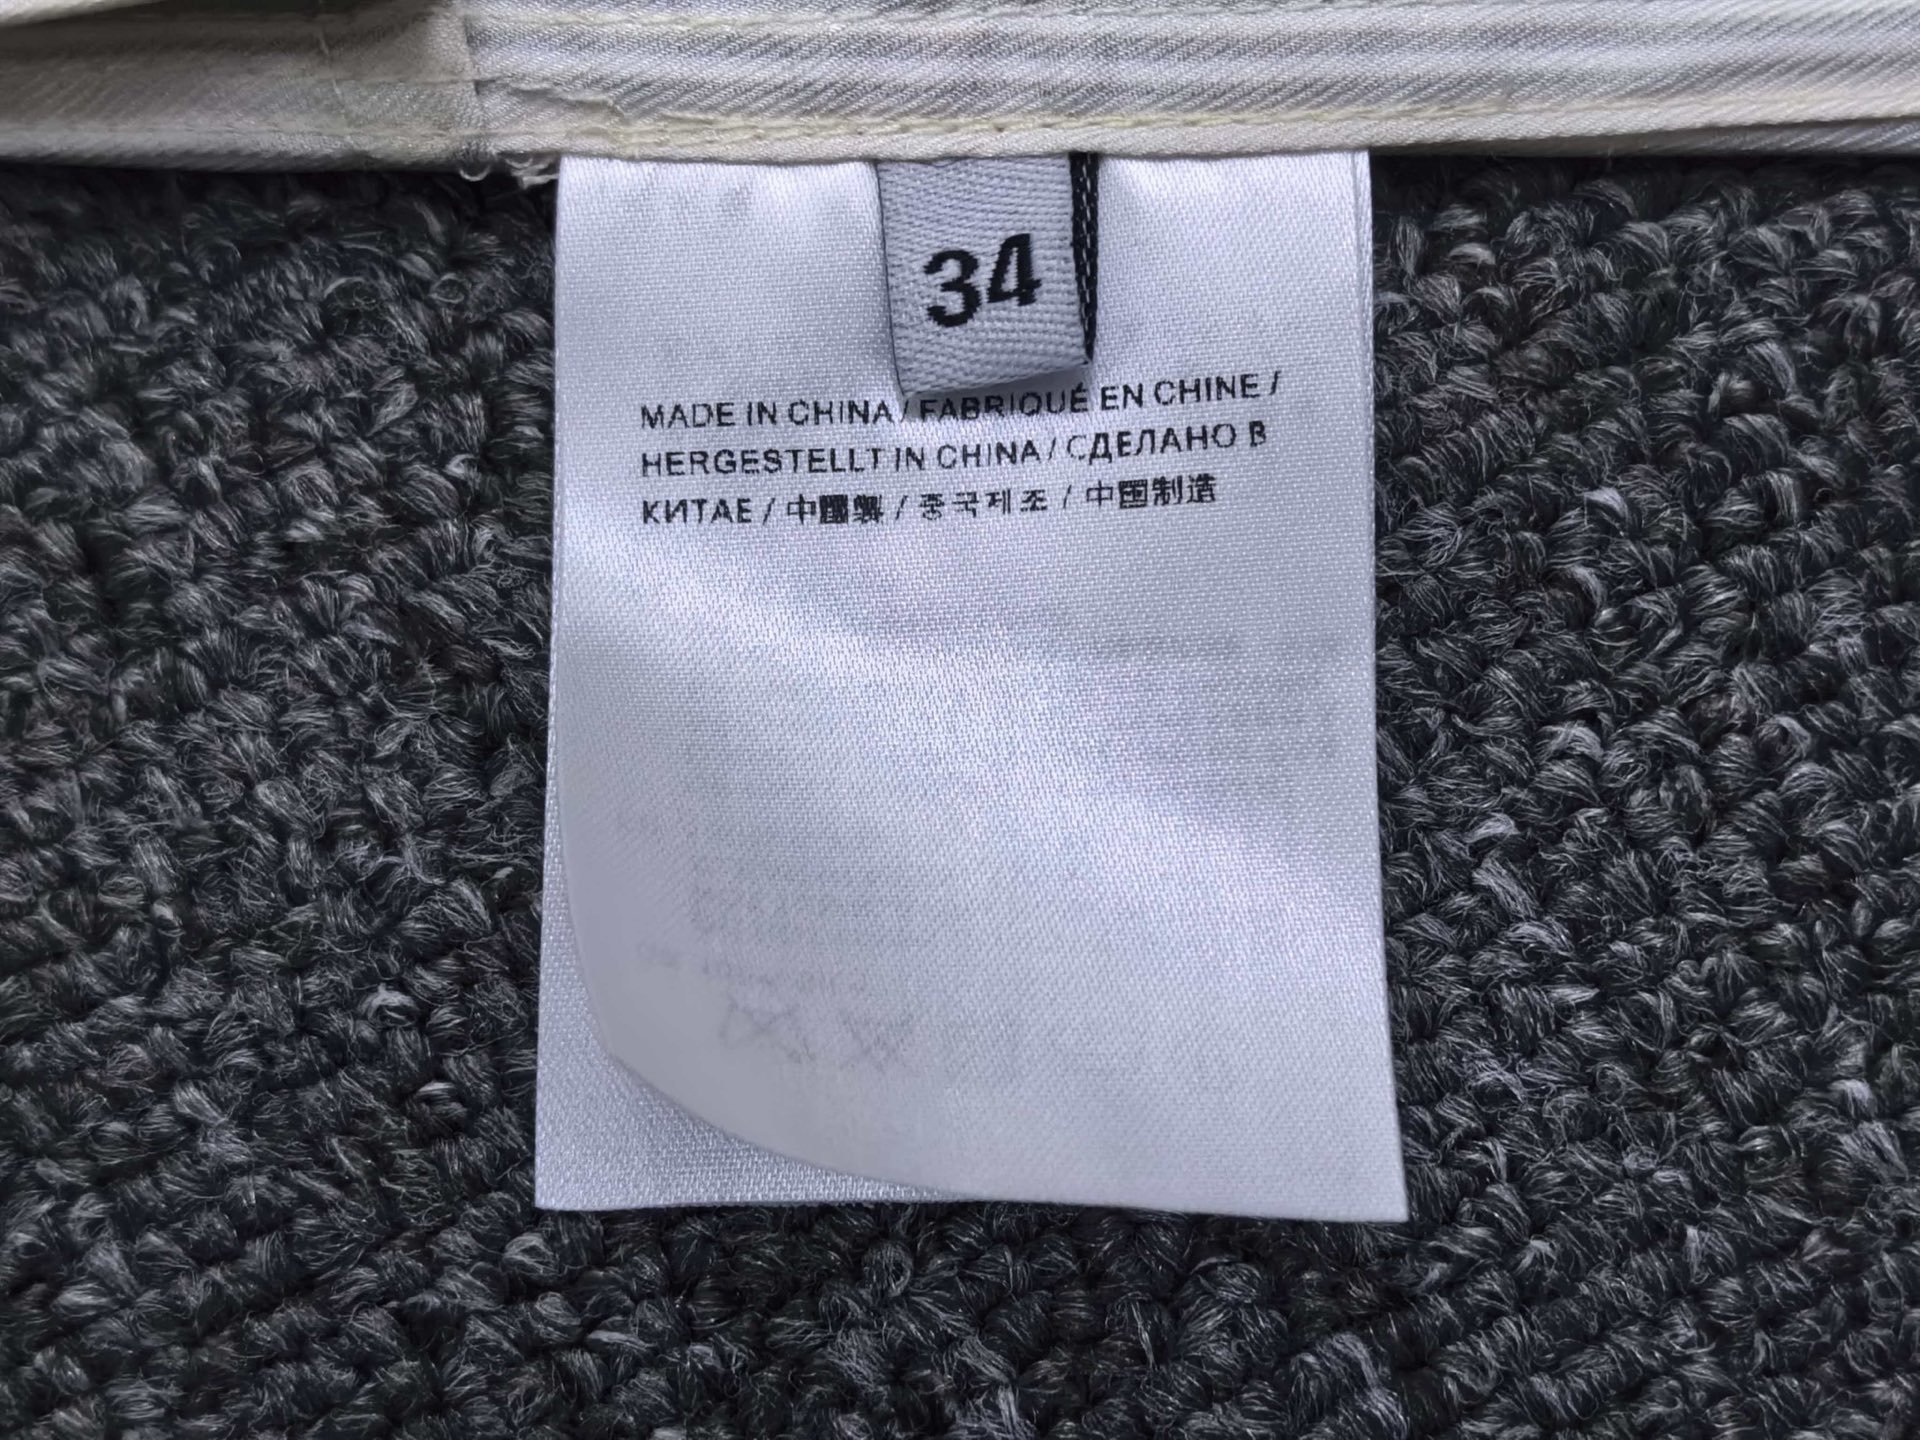 34
MADE IN CHINA / FABRIQUÉ EN CHINE /
HERGESTELLT IN CHINA / СДЕЛАНО В
КИТАЕ / 中國製 / 중국제조 / 中国制造